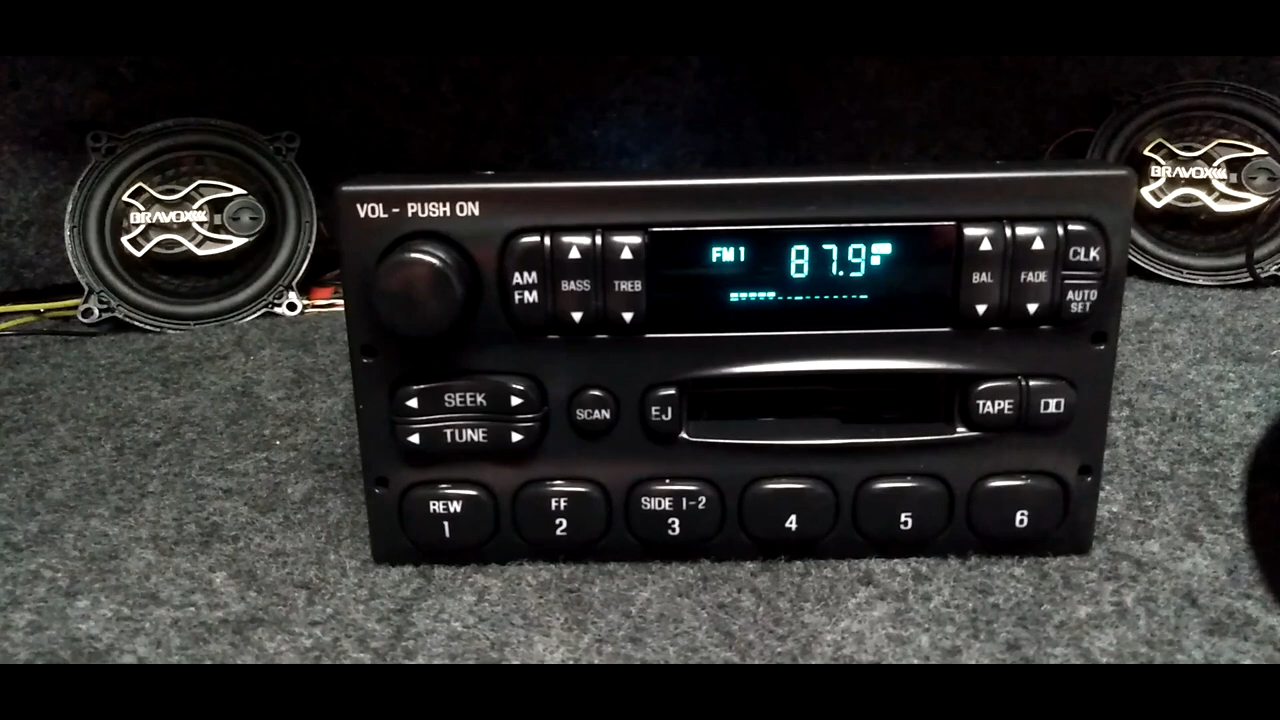 VOL - PUSH ON
BRAVOX
BRAVOX
AM
FM
BASS
TREB
FM1 87.9
BAL
FADE
CLK
AUTO
SET
SEEK
TUNE
SCAN
EJ
TAPE
REW
1
FF
2
SIDE 1-2
3
4
5
6